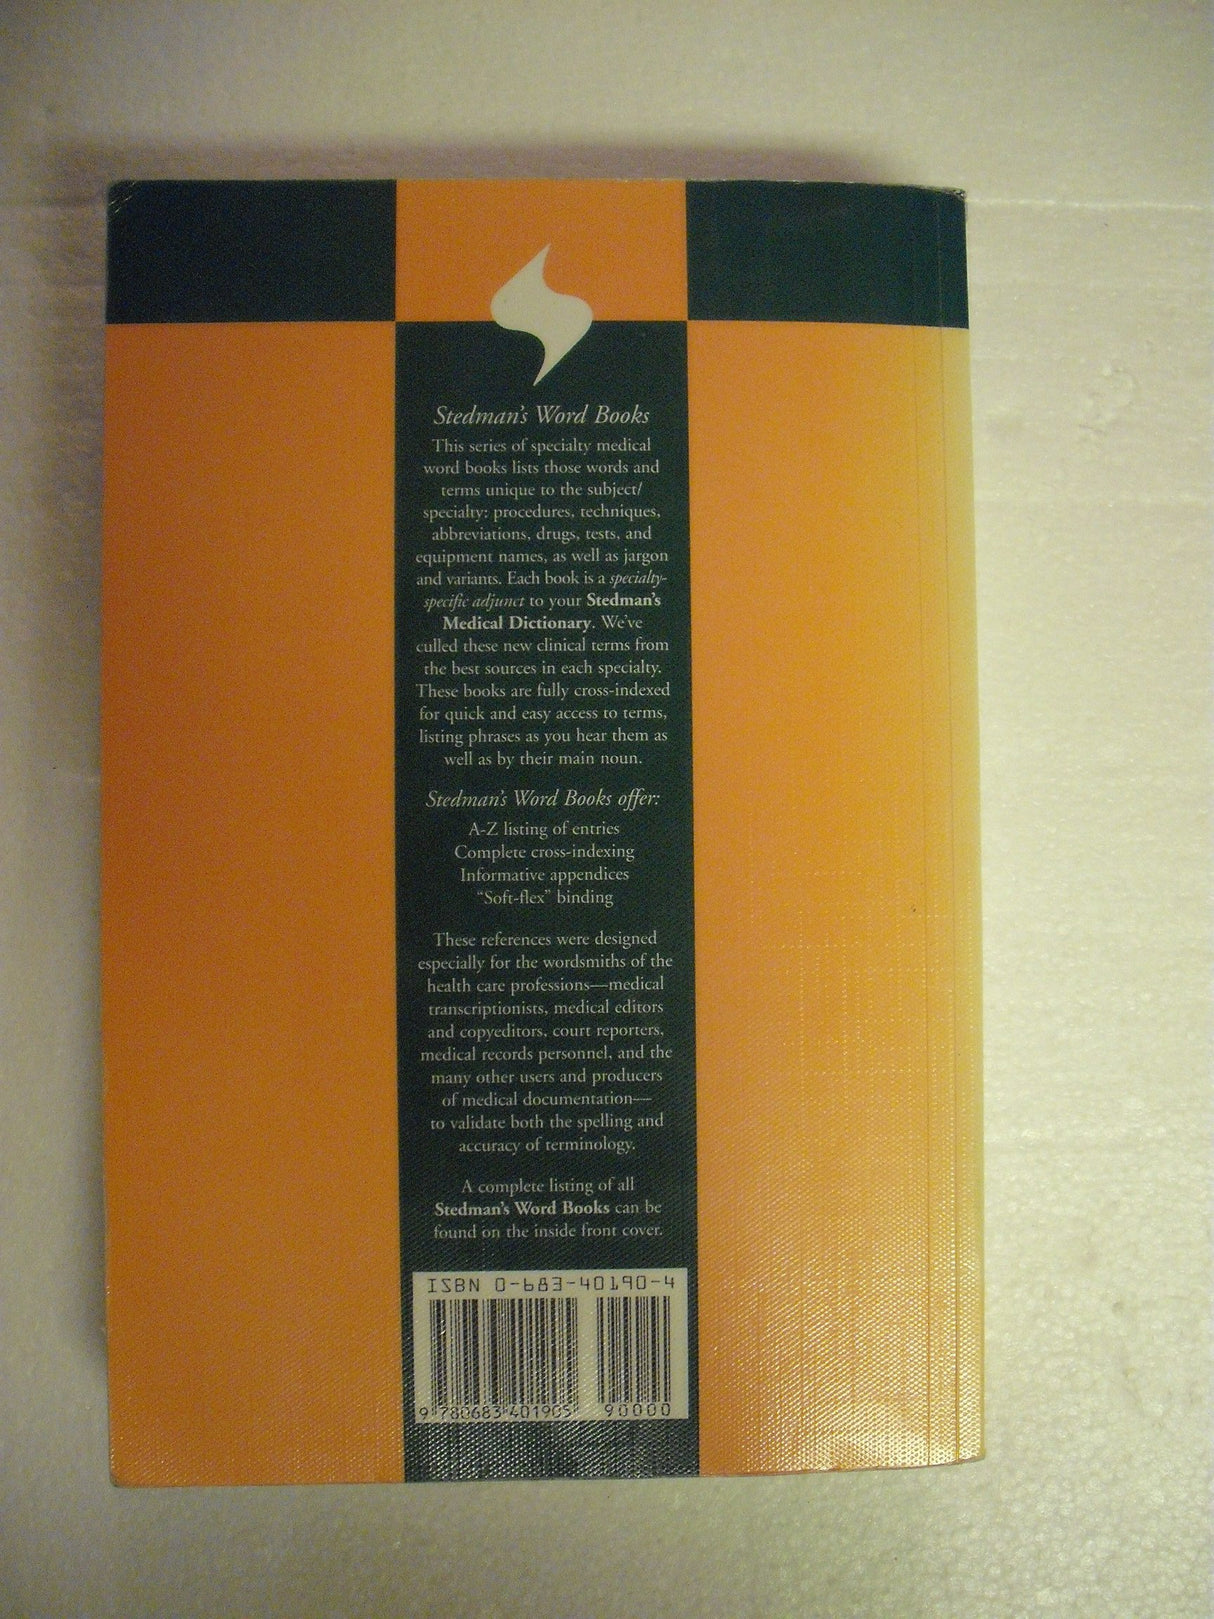 Stedman's Word Books
This series of specialty medical
word books lists those words and
terms unique to the subject/
specialty: procedures, techniques,
abbreviations, drugs, tests, and
equipment names, as well as jargon
and variants. Each book is a specialty-
specific adjunct to your Stedman's
Medical Dictionary. We've
culled these new clinical terms from
the best sources in each specialty.
These books are fully cross-indexed
for quick and easy access to terms,
listing phrases as you hear them as
well as by their main noun.
Stedman's Word Books offer:
A-Z listing of entries
Complete cross-indexing
Informative appendices
“Soft-flex” binding
These references were designed
especially for the wordsmiths of the
health care professions—medical
transcriptionists, medical editors
and copyeditors, court reporters,
medical records personnel, and the
many other users and producers
of medical documentation—
to validate both the spelling and
accuracy of terminology.
A complete listing of all
Stedman's Word Books can be
found on the inside front cover.
ISBN 0-683-40190-4
9 780683 401905 90000